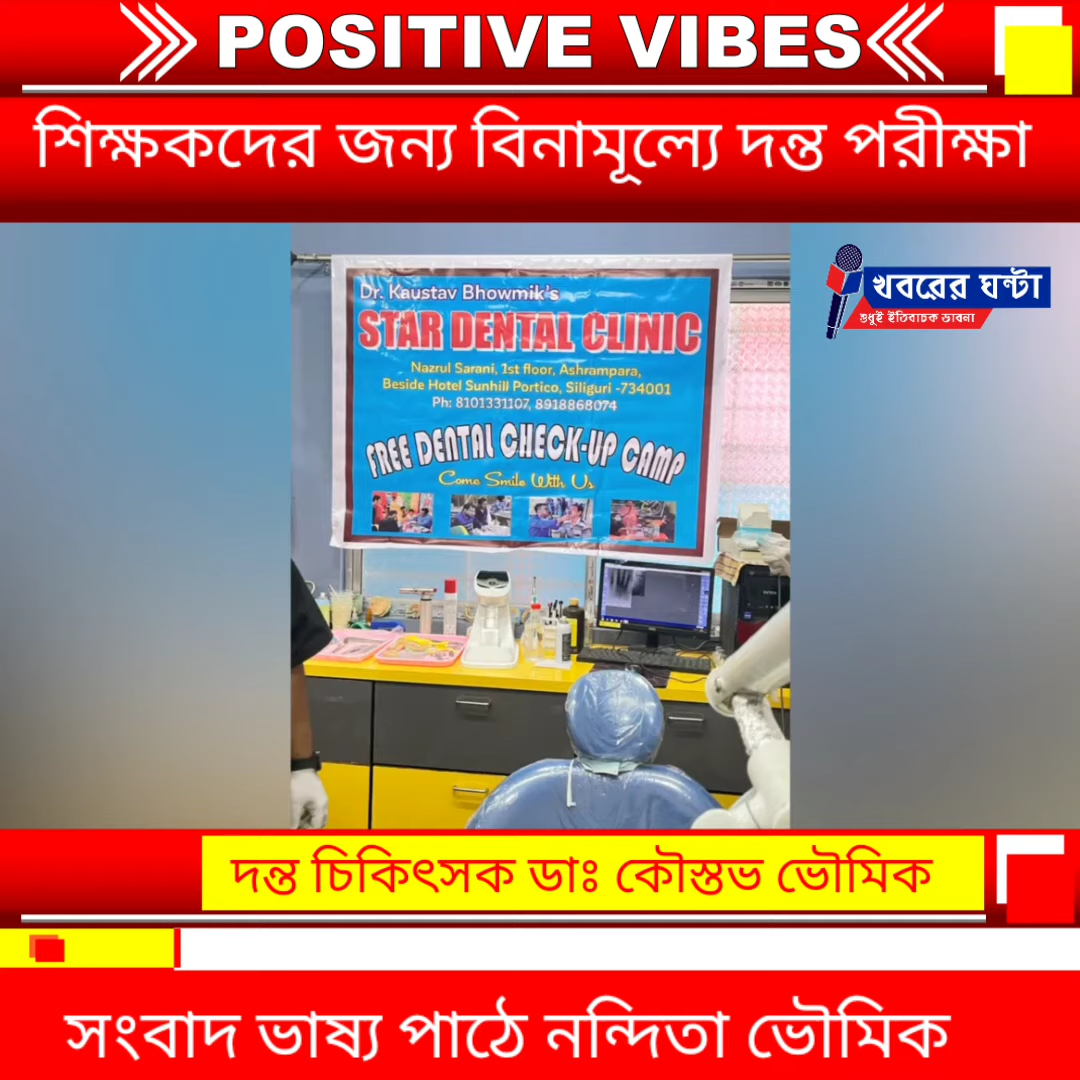 POSITIVE VIBES
শিক্ষকদের জন্য বিনামূল্যে দন্ত পরীক্ষা
খবরের ঘন্টা
শুধুই ইতিবাচক ভাবনা
Dr. Kaustav Bhowmik's
STAR DENTAL CLINIC
Nazrul Sarani, 1st floor, Ashrampara,
Beside Hotel Sunhill Portico, Siliguri -734001
Ph: 8101331107, 8918868074
FREE DENTAL CHECK-UP CAMP
Come Smile With Us
দন্ত চিকিৎসক ডাঃ কৌস্তভ ভৌমিক
সংবাদ ভাষ্য পাঠে নন্দিতা ভৌমিক